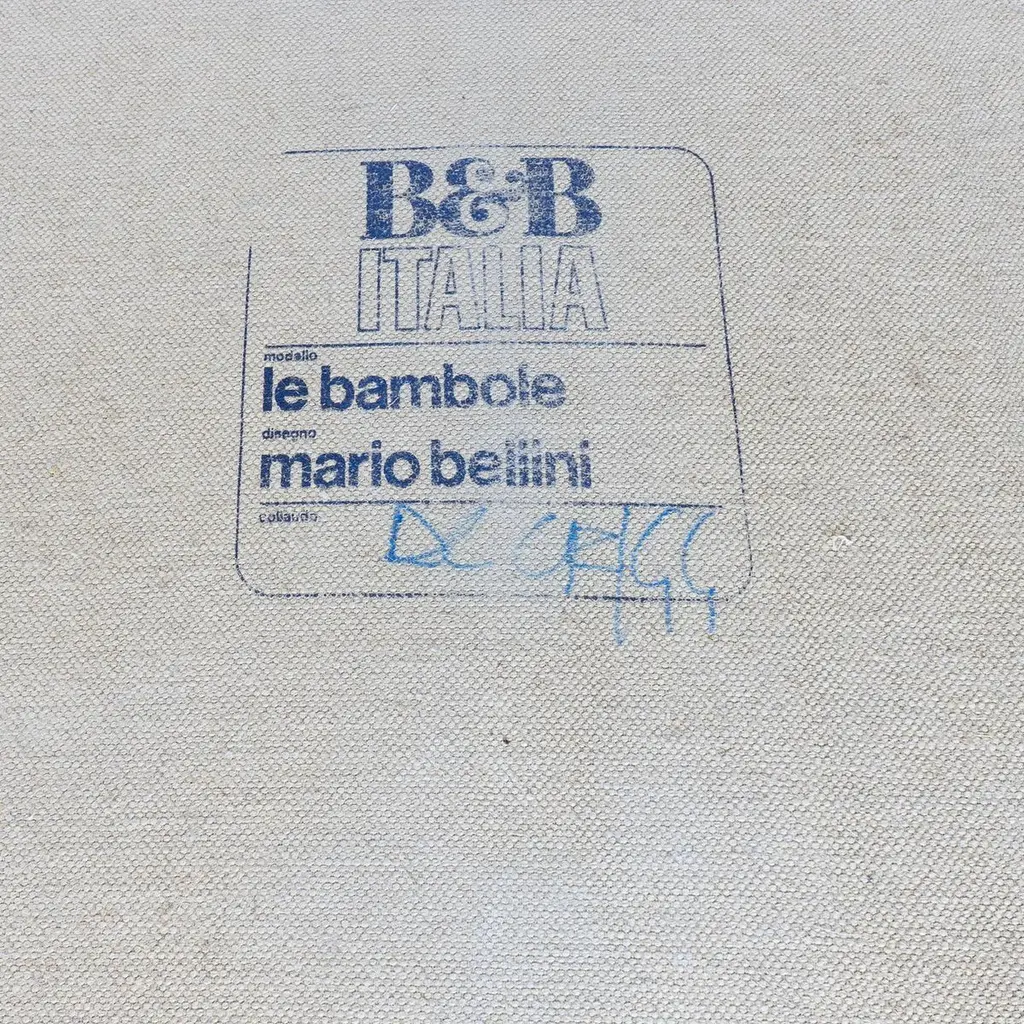 B&B
ITALIA
modello
le bambole
disegno
mario bellini
collaudo